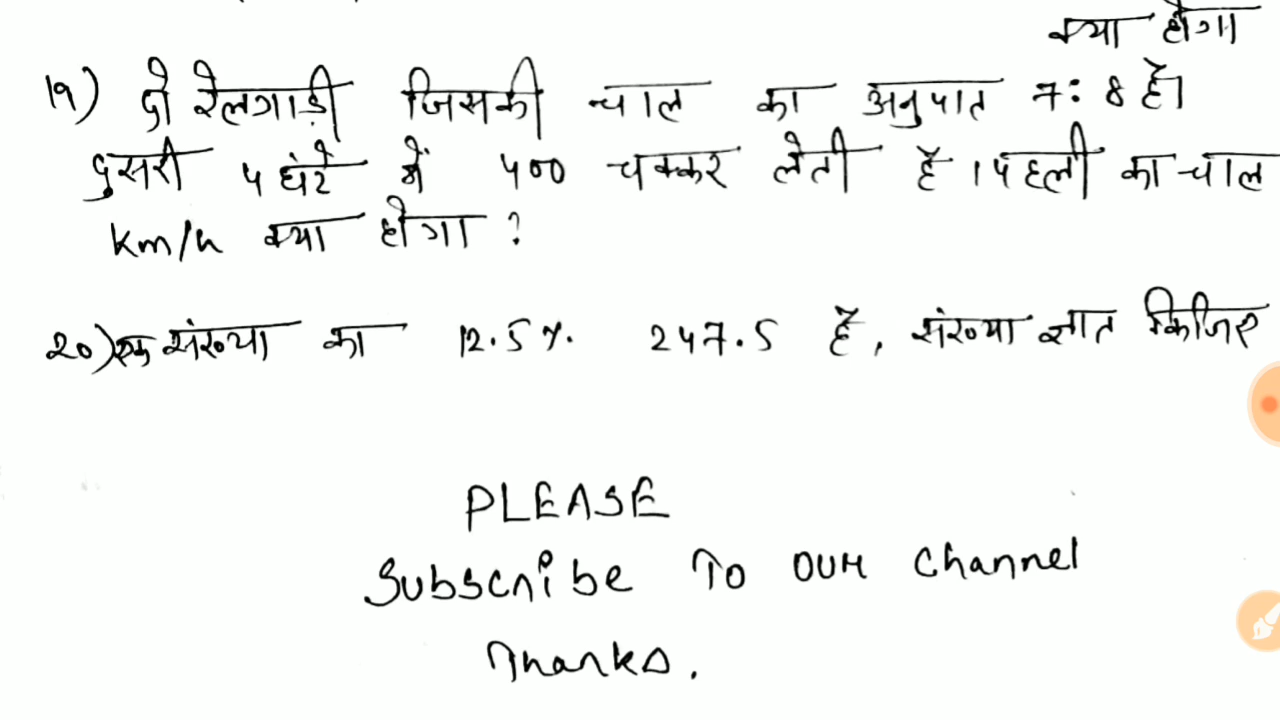 क्या होगा
19) दो रेलगाड़ी जिसकी चाल का अनुपात 7:8 है।
दुसरी 4 घंटे में 400 चक्कर लेती है। पहली का चाल
km/h क्या होगा ?
20) एक संख्या का 12.5% 247.5 है, संख्या ज्ञात किजिए
PLEASE
Subscribe To our channel
Thanks.